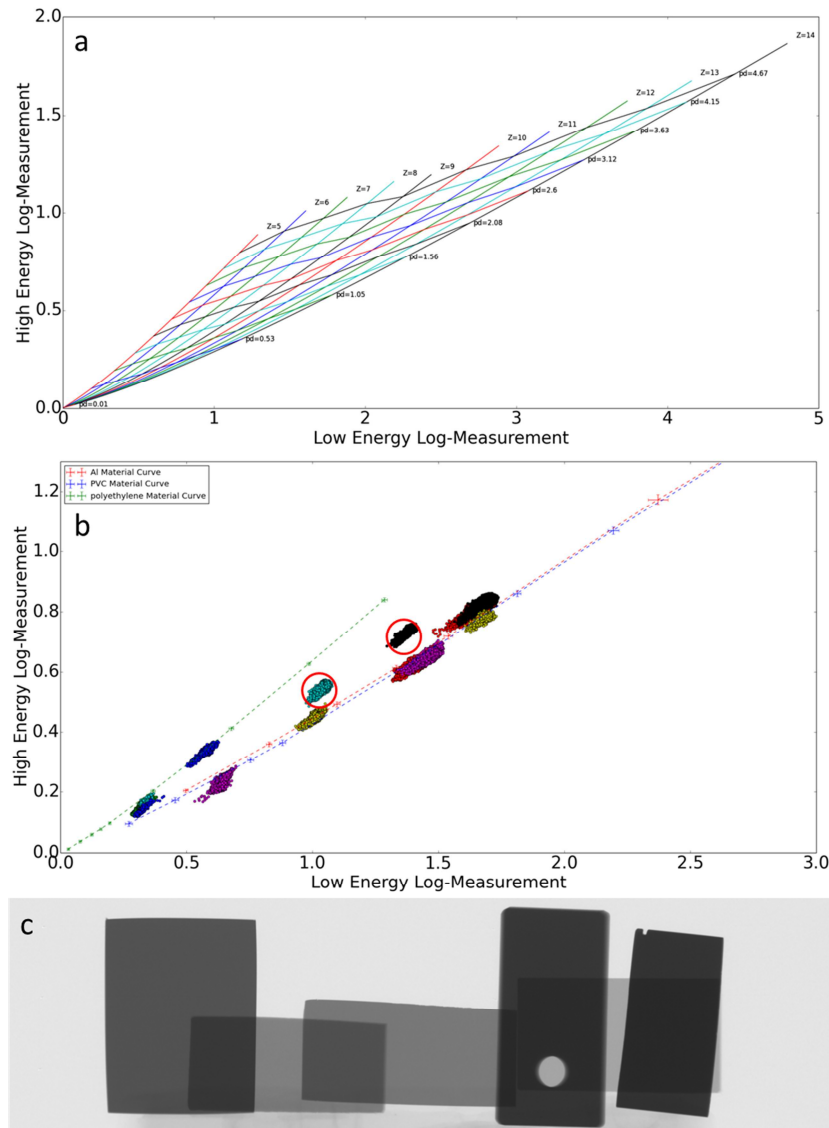 a
2.0
1.5
1.0
0.5
0.0
High Energy Log-Measurement
Z=14
Z=13
Z=12
Z=11
Z=10
Z=9
Z=8
Z=7
Z=6
Z=5
pd=4.67
pd=4.15
pd=3.63
pd=3.12
pd=2.6
pd=2.08
pd=1.56
pd=1.05
pd=0.53
pd=0.01
0 1 2 3 4 5
Low Energy Log-Measurement
b
Al Material Curve
PVC Material Curve
polyethylene Material Curve
1.2
1.0
0.8
0.6
0.4
0.2
0.0
High Energy Log-Measurement
0.5 1.0 1.5 2.0 2.5 3.0
Low Energy Log-Measurement
c